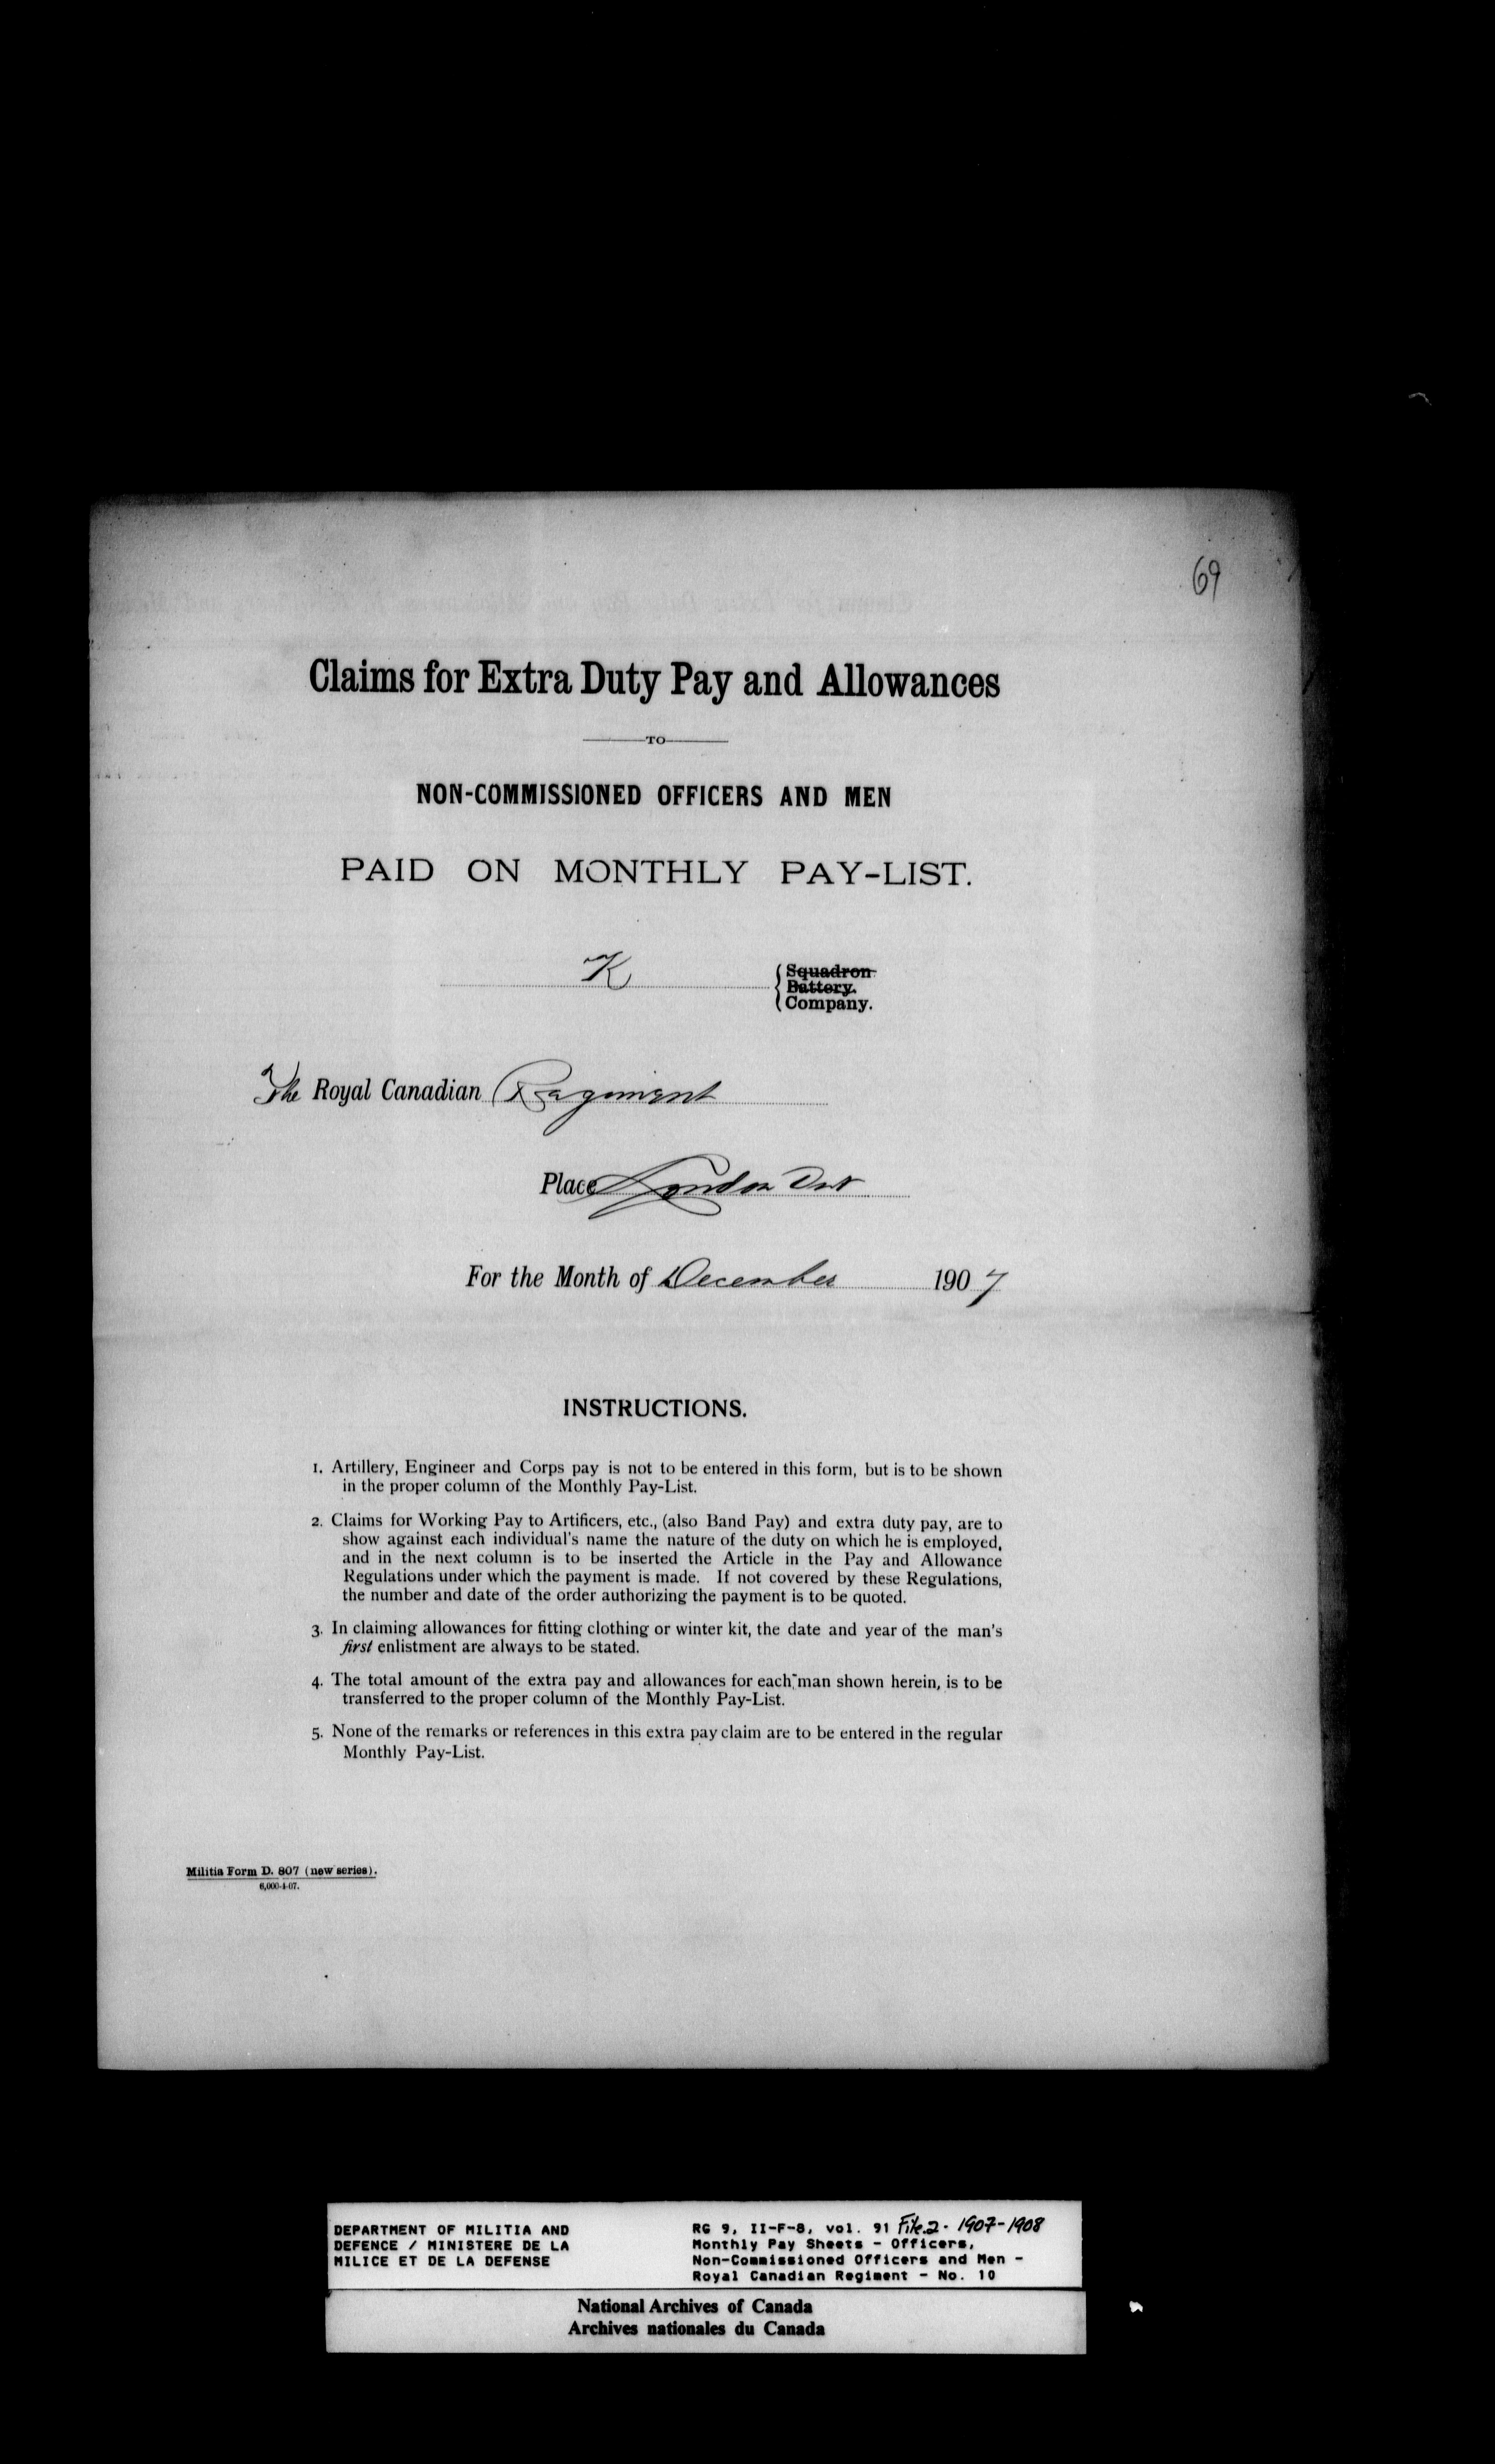 69
Claims for Extra Duty Pay and Allowances
TO
NON-COMMISSIONED OFFICERS AND MEN
PAID ON MONTHLY PAY-LIST.
K
Squadron
Battery.
Company.
The Royal Canadian Regiment
Place London Ont
For the Month of December 1907
INSTRUCTIONS.
1. Artillery, Engineer and Corps pay is not to be entered in this form, but is to be shown
in the proper column of the Monthly Pay-List.
2. Claims for Working Pay to Artificers, etc., (also Band Pay) and extra duty pay, are to
show against each individual's name the nature of the duty on which he is employed,
and in the next column is to be inserted the Article in the Pay and Allowance
Regulations under which the payment is made. If not covered by these Regulations,
the number and date of the order authorizing the payment is to be quoted.
3. In claiming allowances for fitting clothing or winter kit, the date and year of the man's
first enlistment are always to be stated.
4. The total amount of the extra pay and allowances for each man shown herein, is to be
transferred to the proper column of the Monthly Pay-List.
5. None of the remarks or references in this extra pay claim are to be entered in the regular
Monthly Pay-List.
Militia Form D. 807 (new series).
6,000-4-07.
DEPARTMENT OF MILITIA AND
DEFENCE / MINISTERE DE LA
MILICE ET DE LA DEFENSE
RG 9, II-F-8, vol. 91 File.2 - 1907-1908
Monthly Pay Sheets - Officers,
Non-Commissioned Officers and Men -
Royal Canadian Regiment - No. 10
National Archives of Canada
Archives nationales du Canada